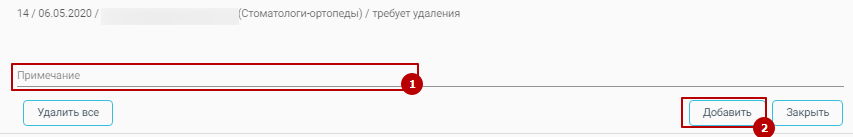 14 / 06.05.2020 / (Стоматологи-ортопеды) / требует удаления
Примечание
1
Удалить все Добавить Закрыть
2